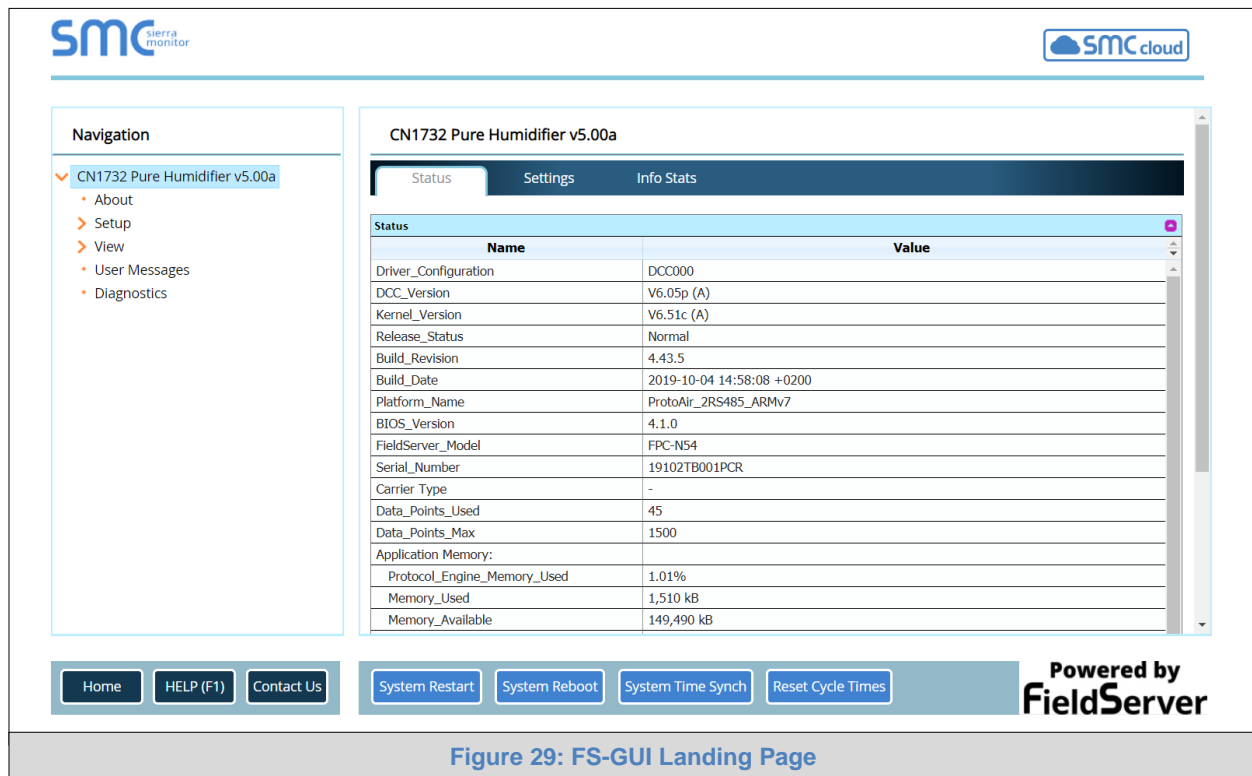 SMC sierra monitor
SMC cloud
Navigation
CN1732 Pure Humidifier v5.00a
About
Setup
View
User Messages
Diagnostics
CN1732 Pure Humidifier v5.00a
Status Settings Info Stats
Status
Name Value
Driver_Configuration DCC000
DCC_Version V6.05p (A)
Kernel_Version V6.51c (A)
Release_Status Normal
Build_Revision 4.43.5
Build_Date 2019-10-04 14:58:08 +0200
Platform_Name ProtoAir_2RS485_ARMv7
BIOS_Version 4.1.0
FieldServer_Model FPC-N54
Serial_Number 19102TB001PCR
Carrier Type -
Data_Points_Used 45
Data_Points_Max 1500
Application Memory:
Protocol_Engine_Memory_Used 1.01%
Memory_Used 1,510 kB
Memory_Available 149,490 kB
Home HELP (F1) Contact Us System Restart System Reboot System Time Synch Reset Cycle Times
Powered by
FieldServer
Figure 29: FS-GUI Landing Page